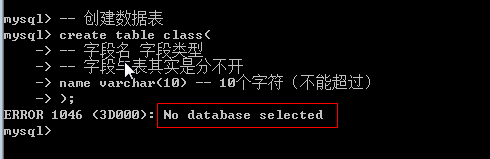 mysql> -- 创建数据表
mysql> create table class(
    -> -- 字段名 字段类型
    -> -- 字段与表其实是分不开
    -> name varchar(10) -- 10个字符（不能超过）
    -> );
ERROR 1046 (3D000): No database selected
mysql>